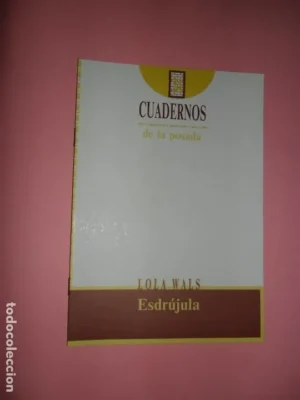 CUADERNOS
de la posada
LOLA WALS
Esdrújula
todocoleccion